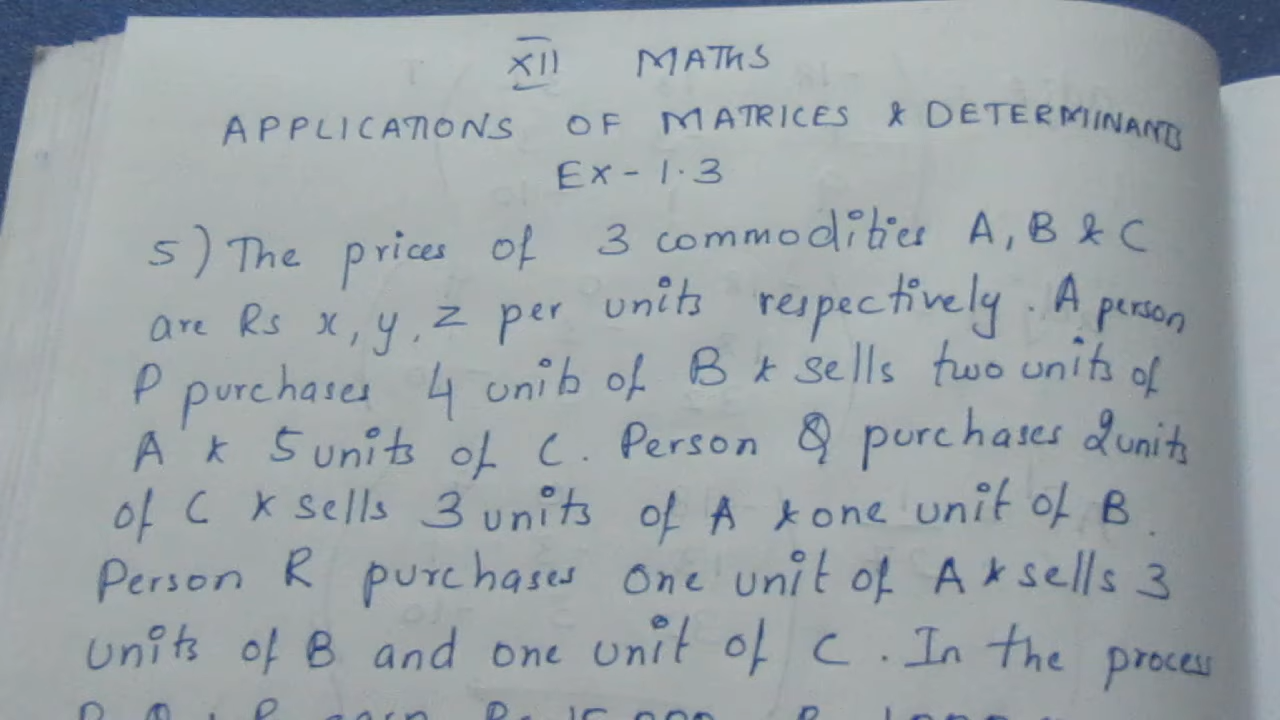 XII MATHS
APPLICATIONS OF MATRICES & DETERMINANTS
Ex - 1.3
5) The prices of 3 commodities A, B & C
are Rs x, y, z per units respectively. A person
P purchases 4 units of B & sells two units of
A & 5 units of C. Person Q purchases 2 units
of C & sells 3 units of A & one unit of B.
Person R purchases one unit of A & sells 3
units of B and one unit of C. In the process